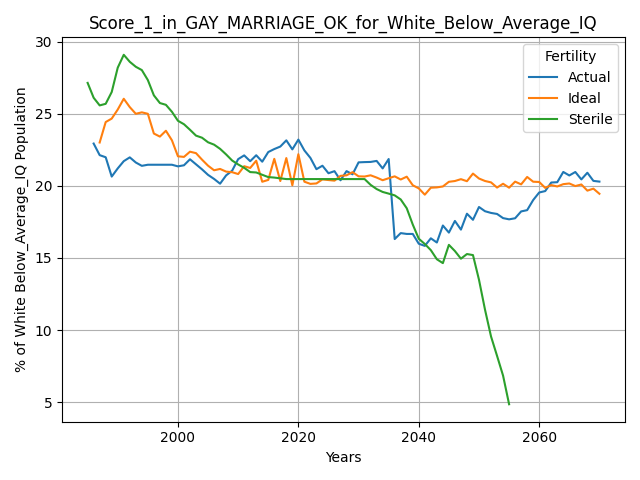 Score_1_in_GAY_MARRIAGE_OK_for_White_Below_Average_IQ
% of White Below_Average_IQ Population
30
25
20
15
10
5
Fertility
Actual
Ideal
Sterile
2000 2020 2040 2060
Years